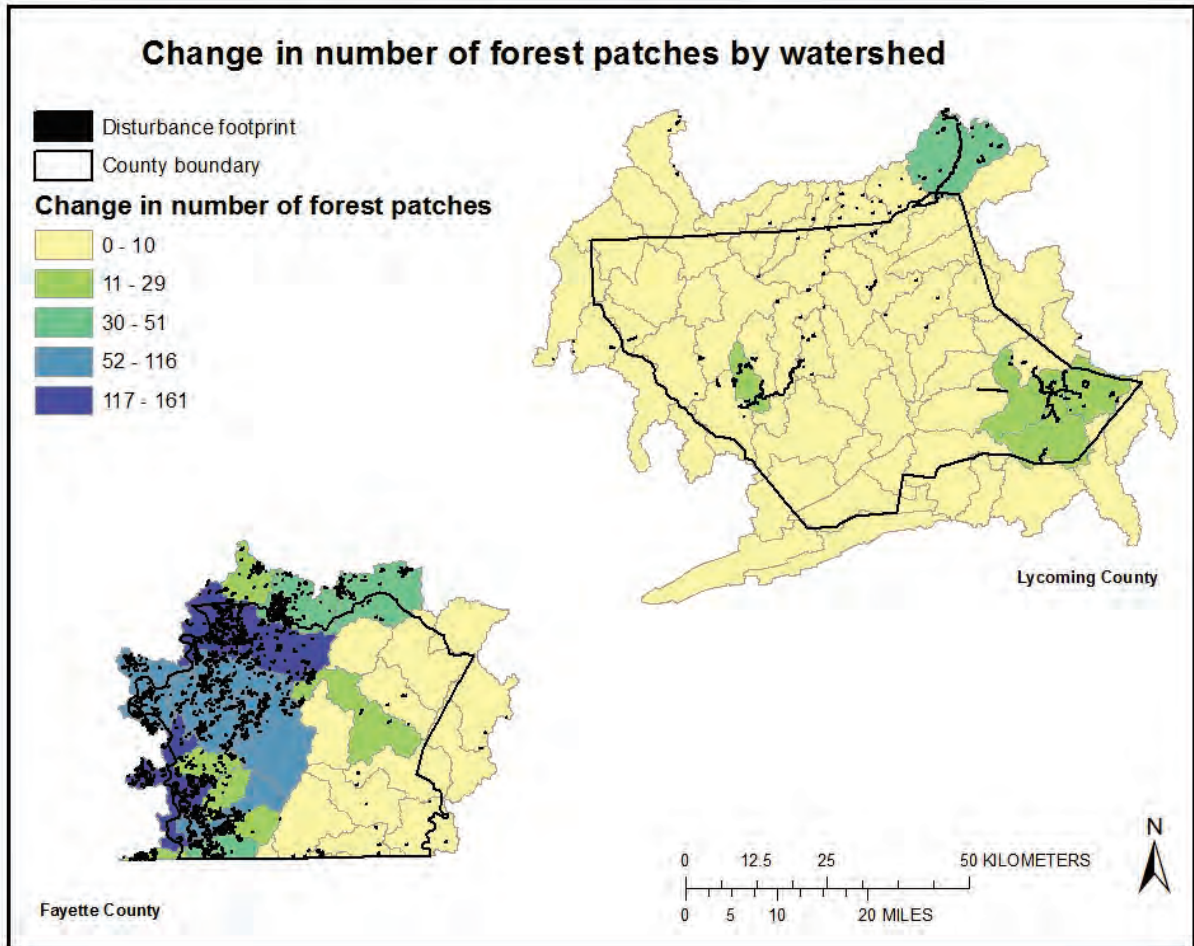 Change in number of forest patches by watershed
Disturbance footprint
County boundary
Change in number of forest patches
0 - 10
11 - 29
30 - 51
52 - 116
117 - 161
Lycoming County
Fayette County
0 12.5 25 50 KILOMETERS
0 5 10 20 MILES
N